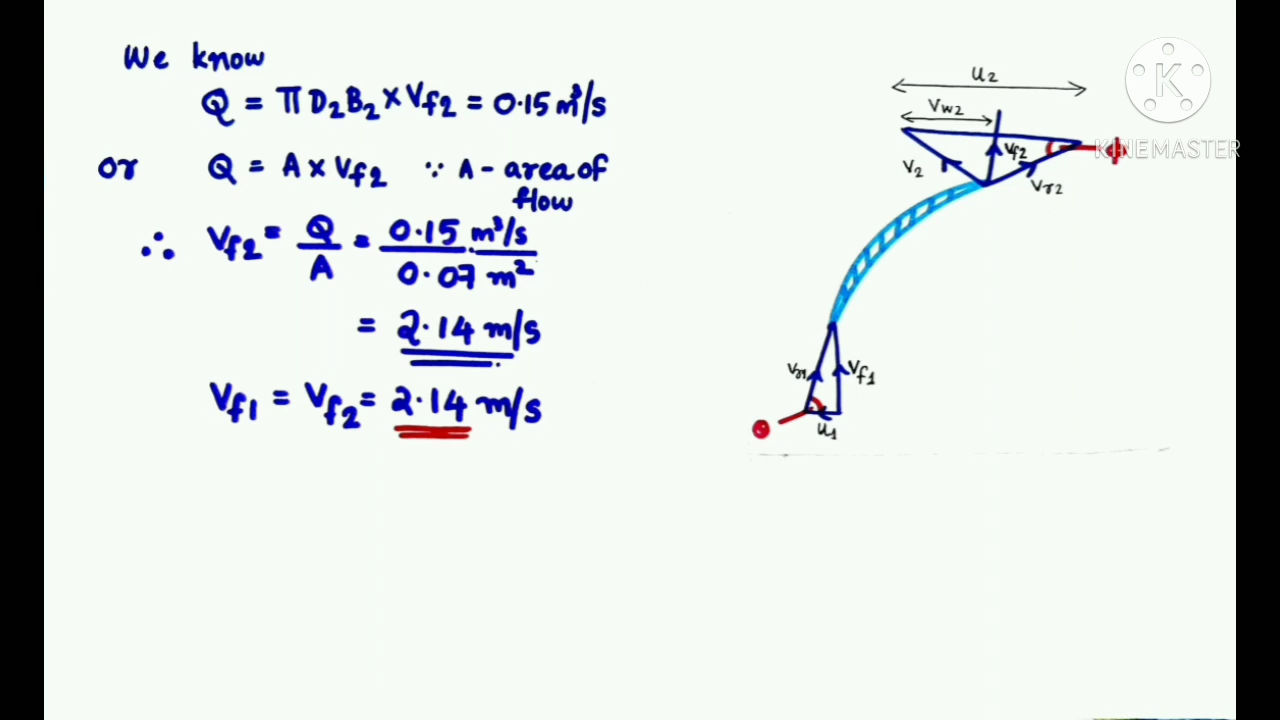 We know
Q = π D₂ B₂ × Vf₂ = 0.15 m³/s
or Q = A × Vf₂ ∵ A - area of
flow
∴ Vf₂ = Q/A = 0.15 m³/s / 0.07 m²
= 2.14 m/s
Vf₁ = Vf₂ = 2.14 m/s
u₂
Vw₂
V₂
Vf₂
Vr₂
ϕ
Vr₁
Vf₁
u₁
θ
K
KINEMASTER